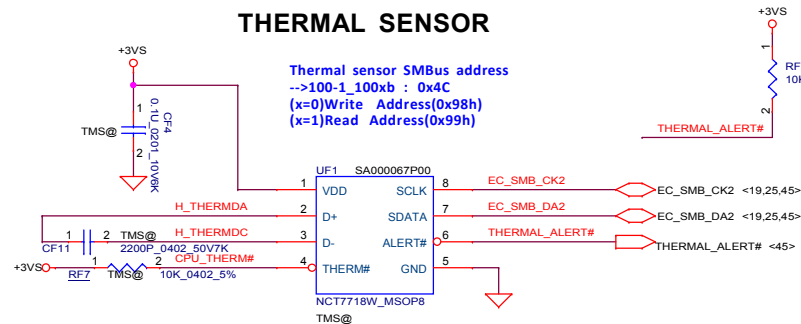 THERMAL SENSOR
+3VS
+3VS
Thermal sensor SMBus address
-->100-1_100xb : 0x4C
(x=0)Write Address(0x98h)
(x=1)Read Address(0x99h)
1
RF
10K
2
THERMAL_ALERT#
1
CF4
0.1U_0201_10V6K
TMS@
2
UF1 SA000067P00
1 VDD SCLK 8 EC_SMB_CK2 EC_SMB_CK2 <19,25,45>
H_THERMDA 2 D+ SDATA 7 EC_SMB_DA2 EC_SMB_DA2 <19,25,45>
CF11 1 2 TMS@ H_THERMDC 3 D- ALERT# 6 THERMAL_ALERT# THERMAL_ALERT# <45>
2200P_0402_50V7K
+3VS 1 2 CPU_THERM# 4 THERM# GND 5
RF7 TMS@ 10K_0402_5%
NCT7718W_MSOP8
TMS@